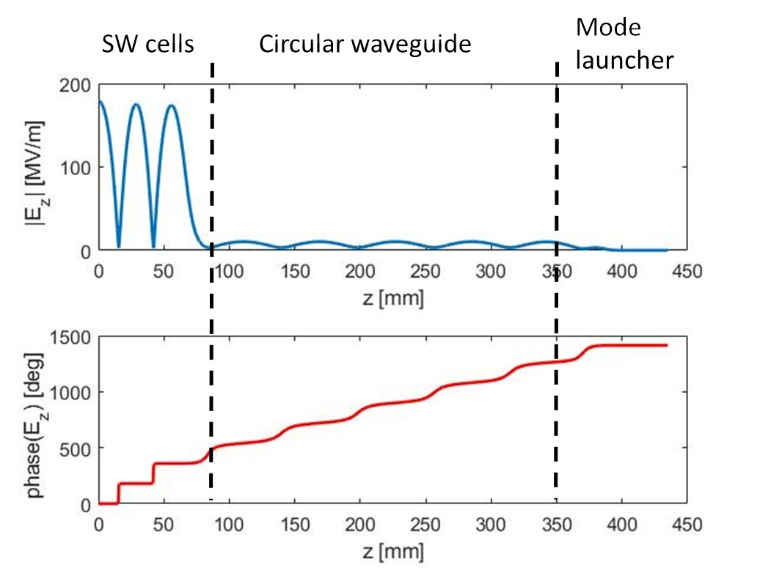 SW cells
Circular waveguide
Mode
launcher
200
100
0
|E_z| [MV/m]
0 50 100 150 200 250 300 350 400 450
z [mm]
1500
1000
500
0
phase(E_z) [deg]
0 50 100 150 200 250 300 350 400 450
z [mm]